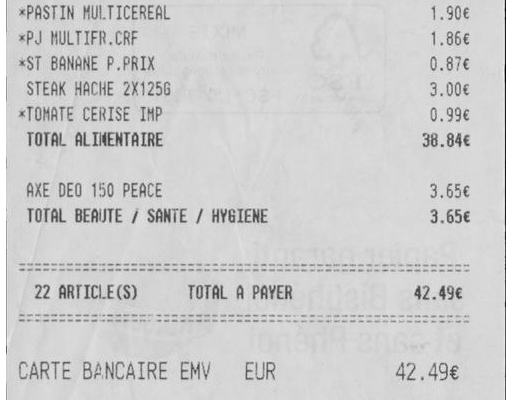 *PASTIN MULTICEREAL 1.90€
*PJ MULTIFR.CRF 1.86€
*ST BANANE P.PRIX 0.87€
STEAK HACHE 2X125G 3.00€
*TOMATE CERISE IMP 0.99€
TOTAL ALIMENTAIRE 38.84€
AXE DEO 150 PEACE 3.65€
TOTAL BEAUTE / SANTE / HYGIENE 3.65€
22 ARTICLE(S) TOTAL A PAYER 42.49€
CARTE BANCAIRE EMV EUR 42.49€